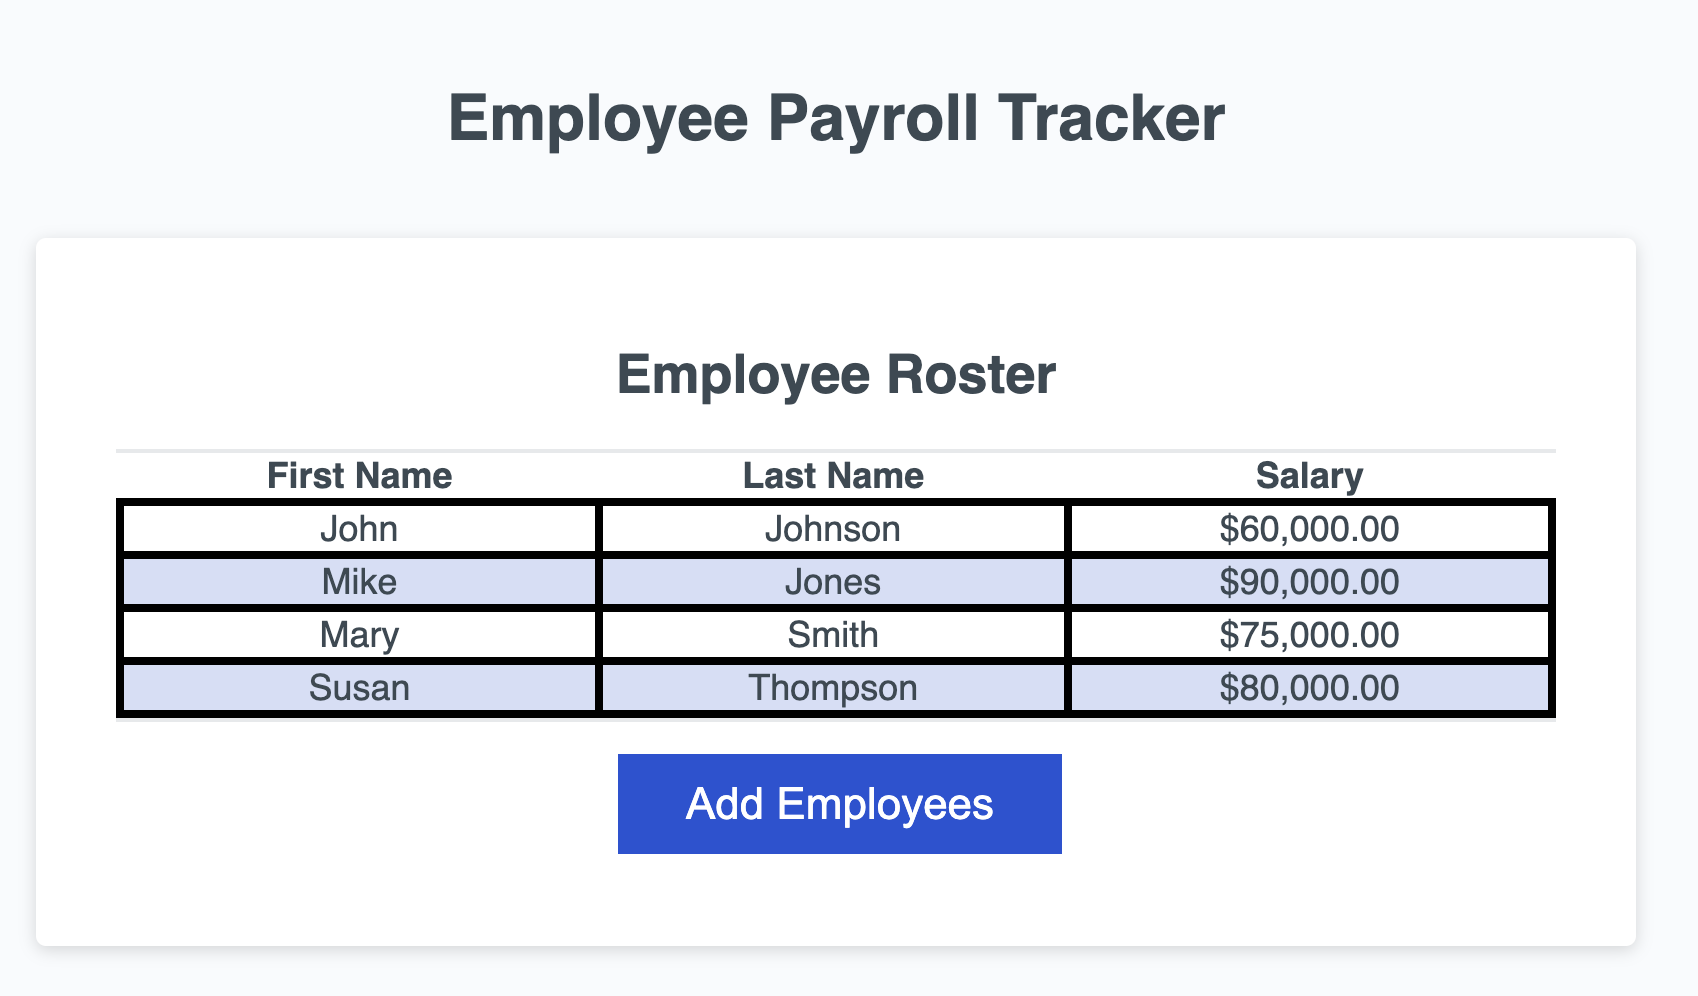 Employee Payroll Tracker
Employee Roster
First Name Last Name Salary
John Johnson $60,000.00
Mike Jones $90,000.00
Mary Smith $75,000.00
Susan Thompson $80,000.00
Add Employees